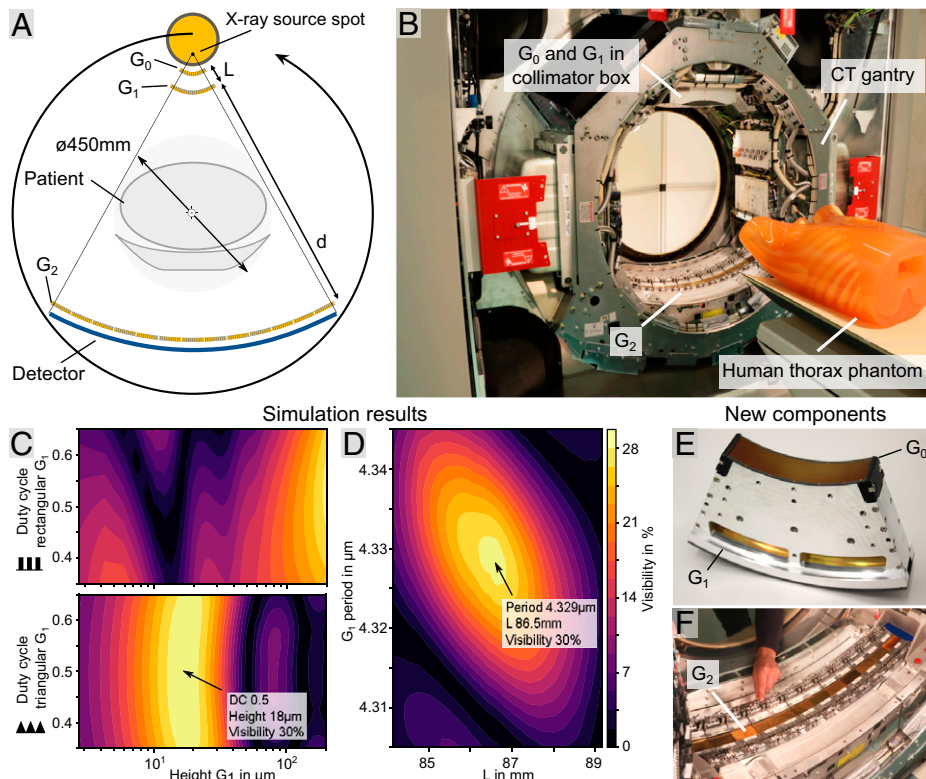 A
X-ray source spot
G0
L
G1
ø450mm
Patient
d
G2
Detector
B
G0 and G1 in
collimator box
CT gantry
G2
Human thorax phantom
Simulation results
New components
C
Duty cycle
rectangular G1
0.6
0.5
0.4
Duty cycle
triangular G1
0.6
0.5
0.4
DC 0.5
Height 18µm
Visibility 30%
10¹
10²
Height G1 in µm
D
G1 period in µm
4.34
4.33
4.32
4.31
Period 4.329µm
L 86.5mm
Visibility 30%
85
87
89
L in mm
28
21
14
7
0
Visibility in %
E
G0
G1
F
G2